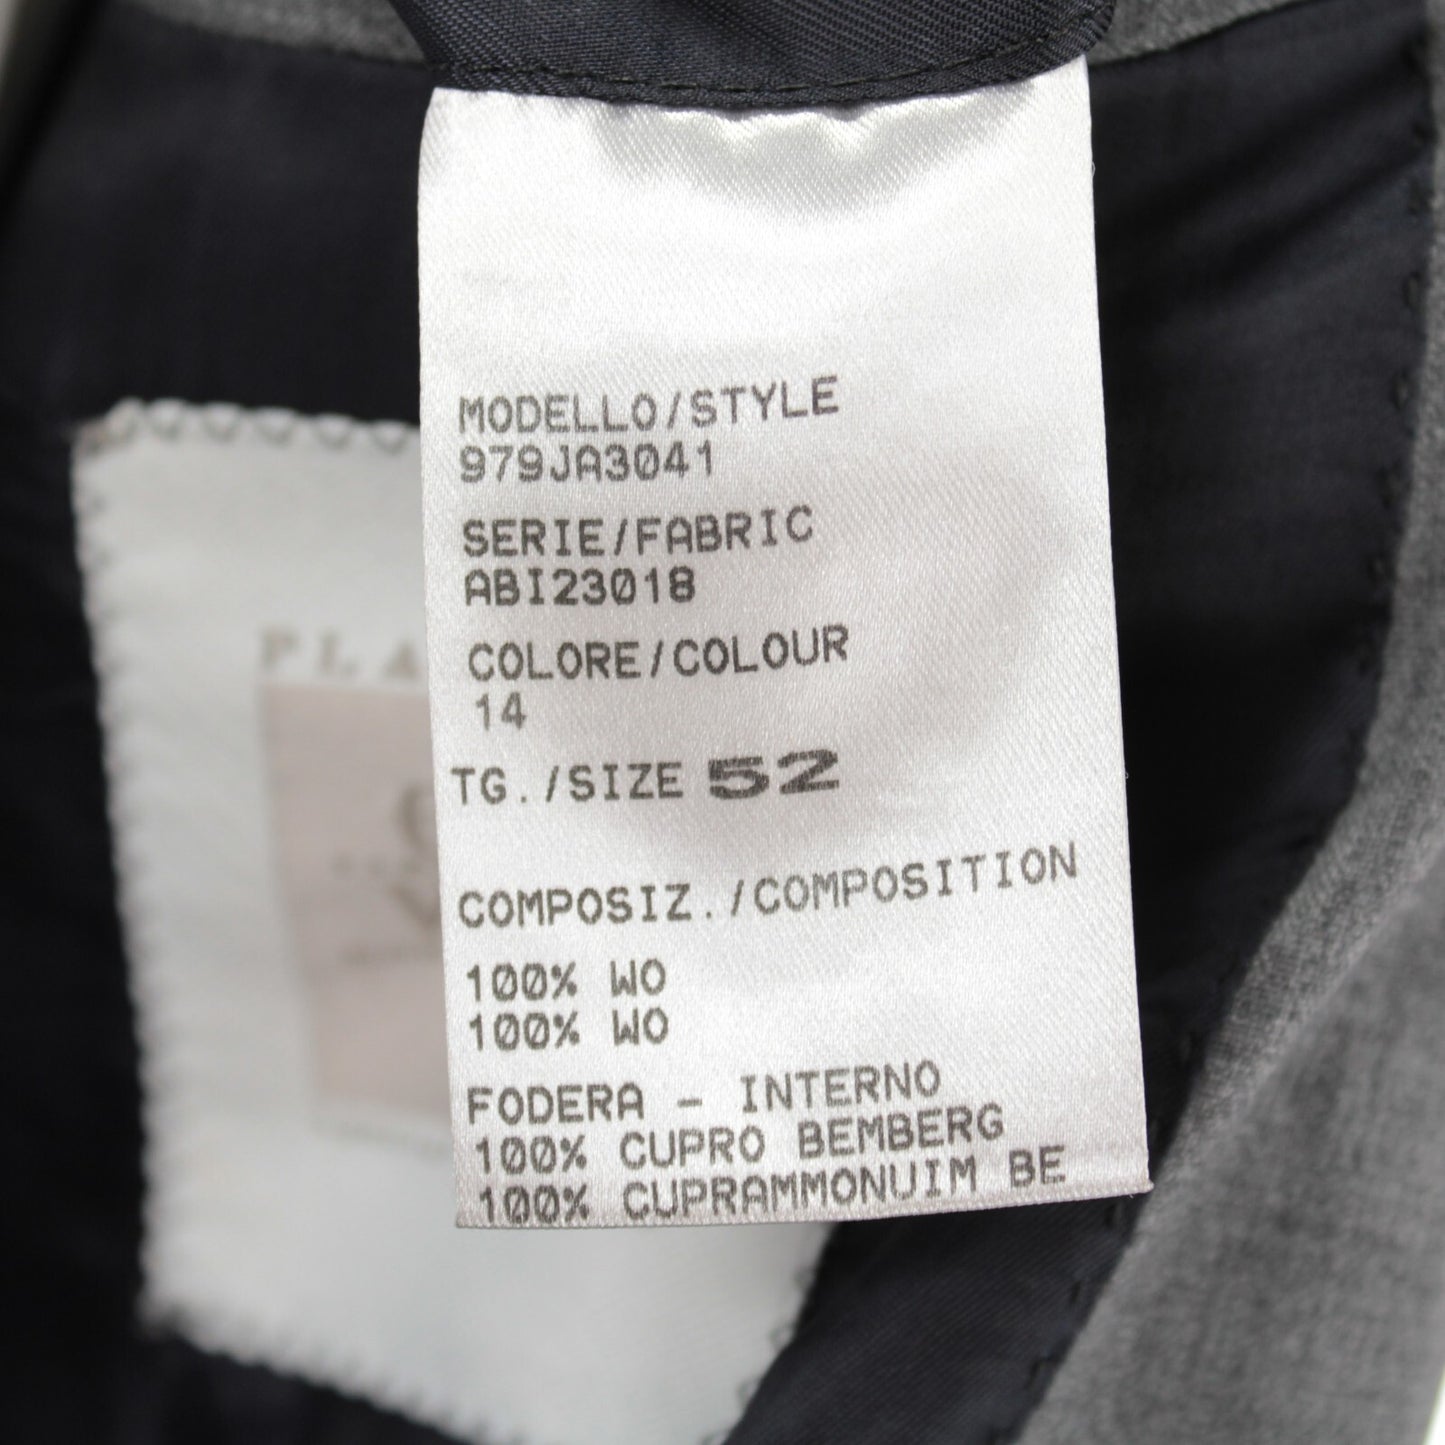 MODELLO/STYLE
979JA3041
SERIE/FABRIC
ABI23018
COLORE/COLOUR
14
TG./SIZE 52
COMPOSIZ./COMPOSITION
100% WO
100% WO
FODERA - INTERNO
100% CUPRO BEMBERG
100% CUPRAMMONUIM BE
PLA